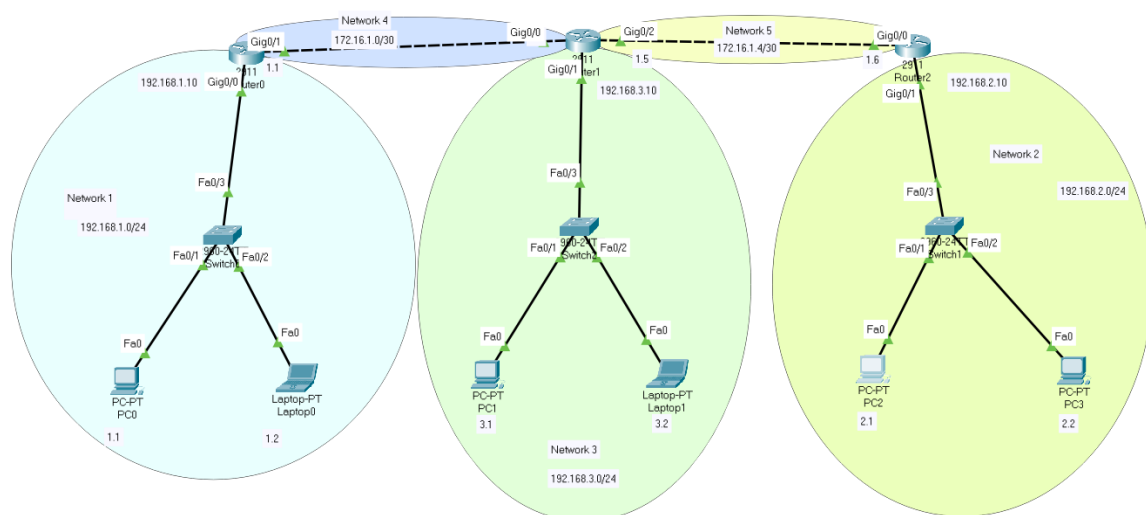 Network 4
172.16.1.0/30
Gig0/1
Gig0/0
1.1
192.168.1.10
Gig0/0
Network 5
172.16.1.4/30
Gig0/2
Gig0/0
1.5
1.6
Gig0/1
192.168.3.10
Router2
Gig0/1
192.168.2.10
Network 1
192.168.1.0/24
Fa0/3
Fa0/1
Fa0/2
Fa0
Fa0
PC-PT
PC0
Laptop-PT
Laptop0
1.1
1.2
Fa0/3
Fa0/1
Fa0/2
Fa0
Fa0
PC-PT
PC1
Laptop-PT
Laptop1
3.1
3.2
Network 3
192.168.3.0/24
Network 2
192.168.2.0/24
Fa0/3
Fa0/1
Fa0/2
Fa0
Fa0
PC-PT
PC2
PC-PT
PC3
2.1
2.2